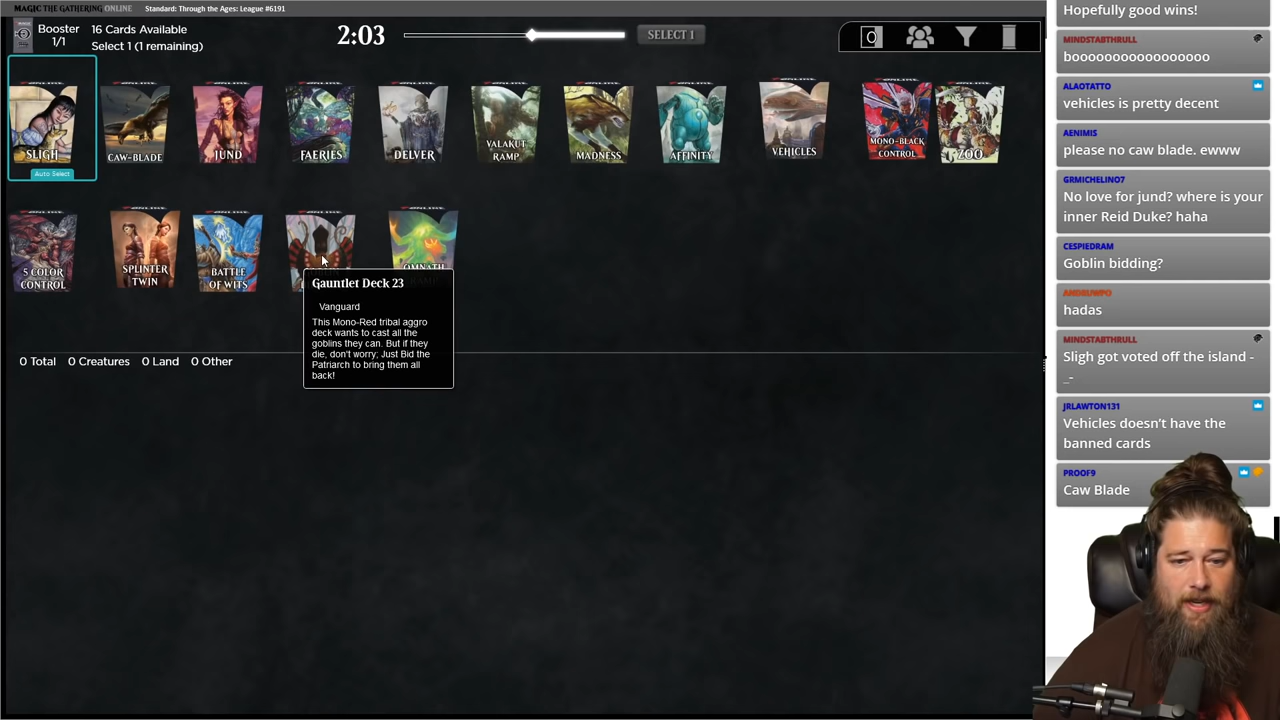 MAGIC THE GATHERING ONLINE
Standard: Through the Ages: League #6191
Booster
1/1
16 Cards Available
Select 1 (1 remaining)
2:03
SELECT 1
SLIGH
CAW-BLADE
JUND
FAERIES
DELVER
VALAKUT
RAMP
MADNESS
AFFINITY
VEHICLES
MONO-BLACK
CONTROL
ZOO
Auto Select
5 COLOR
CONTROL
SPLINTER
TWIN
BATTLE
OF WITS
OMNATH
Gauntlet Deck 23
Vanguard
This Mono-Red tribal aggro
deck wants to cast all the
goblins they can. But if they
die, don't worry; Just Bid the
Patriarch to bring them all
back!
0 Total 0 Creatures 0 Land 0 Other
Hopefully good wins!
MINDSTABTHRULL
booooooooooooooooo
ALAOTATTO
vehicles is pretty decent
AENIMIS
please no caw blade. ewww
GRMICHELINO7
No love for jund? where is your
inner Reid Duke? haha
CESPIEDRAM
Goblin bidding?
ANDRUWPO
hadas
MINDSTABTHRULL
Sligh got voted off the island -
_-
JRLAWTON131
Vehicles doesn't have the
banned cards
PROOF9
Caw Blade